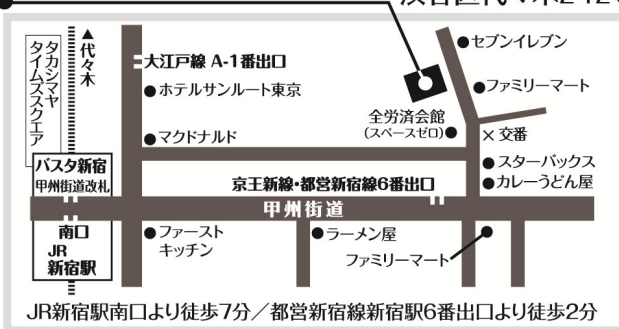 ▲代々木
タカシマヤ
タイムズスクエア
大江戸線 A-1番出口
●ホテルサンルート東京
●マクドナルド
●セブンイレブン
●ファミリーマート
全労済会館
(スペースゼロ)●
×交番
●スターバックス
●カレーうどん屋
バスタ新宿
甲州街道改札
京王新線・都営新宿線6番出口
甲州街道
南口
JR
新宿駅
●ファースト
キッチン
●ラーメン屋
ファミリーマート
JR新宿駅南口より徒歩7分/都営新宿線新宿駅6番出口より徒歩2分